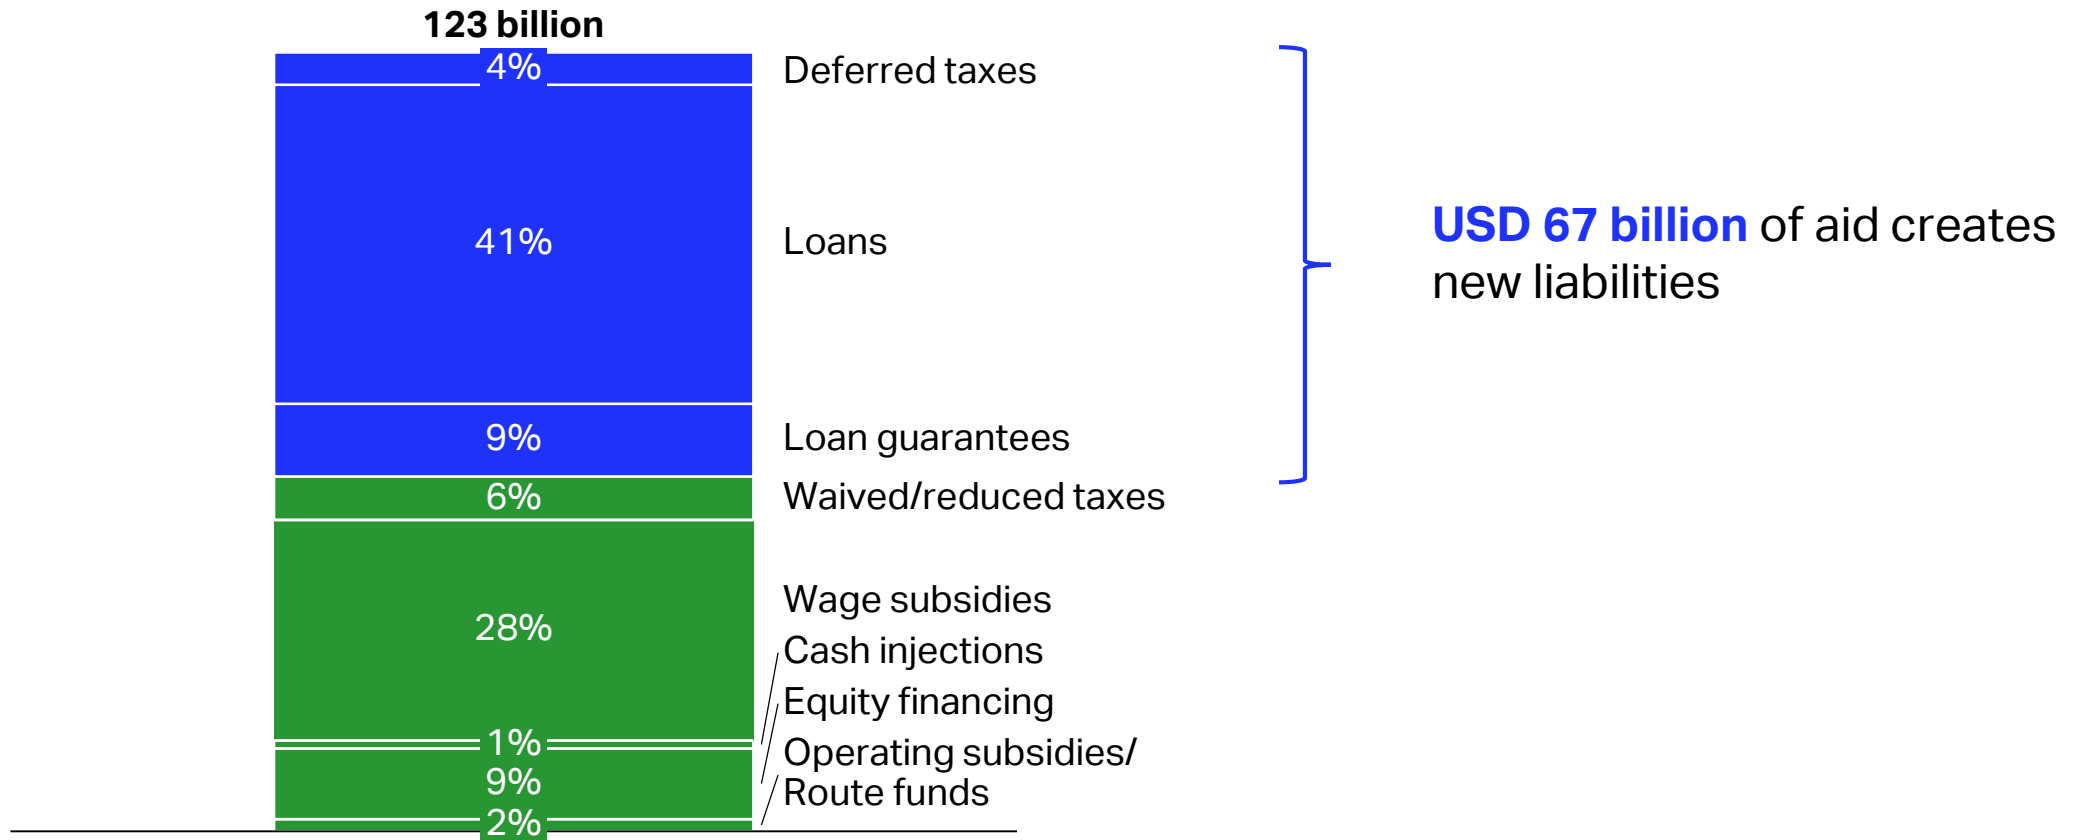 123 billion
4%
Deferred taxes
41%
Loans
USD 67 billion of aid creates
new liabilities
9%
Loan guarantees
6%
Waived/reduced taxes
28%
Wage subsidies
Cash injections
Equity financing
Operating subsidies/
Route funds
1%
9%
2%